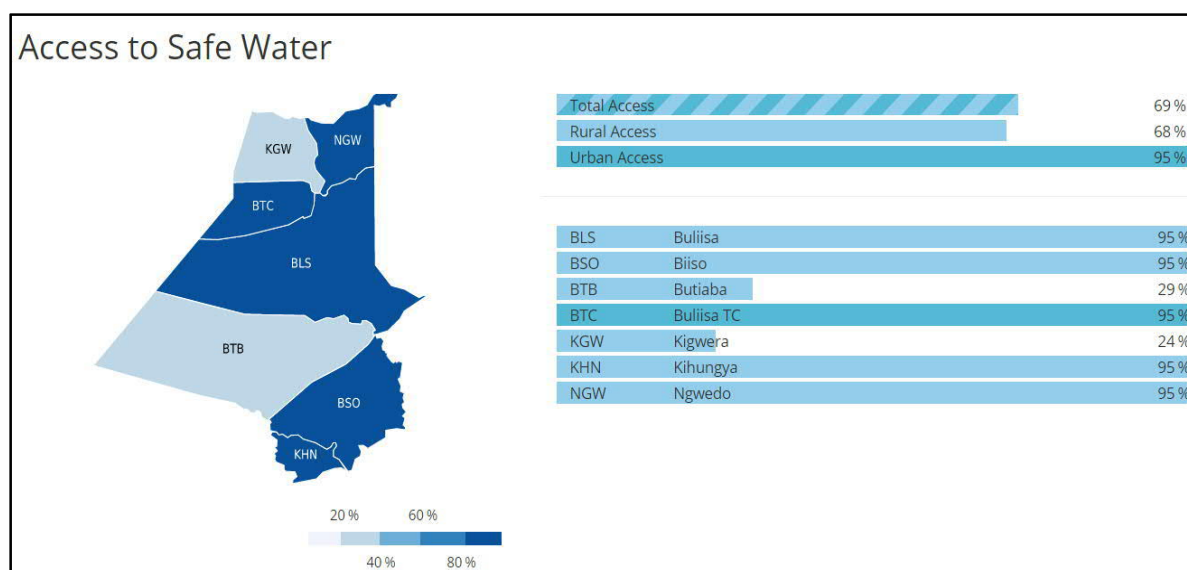 Access to Safe Water
KGW
NGW
BTC
BLS
BTB
BSO
KHN
20 % 60 %
40 % 80 %
Total Access 69 %
Rural Access 68 %
Urban Access 95 %
BLS Buliisa 95 %
BSO Biiso 95 %
BTB Butiaba 29 %
BTC Buliisa TC 95 %
KGW Kigwera 24 %
KHN Kihungya 95 %
NGW Ngwedo 95 %